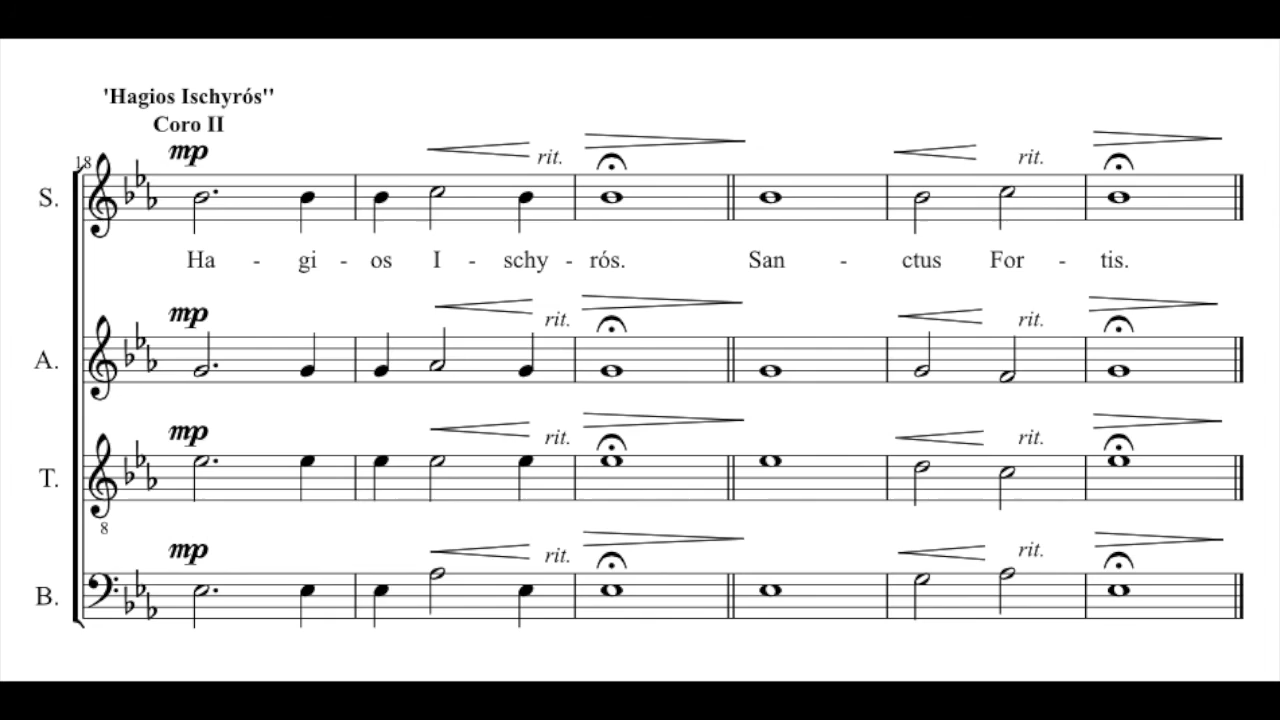 'Hagios Ischyrós"
Coro II
mp
18
rit.
rit.
S.
Ha - gi - os I - schy - rós. San - ctus For - tis.
mp
rit.
rit.
A.
mp
rit.
rit.
T.
8
mp
rit.
rit.
B.